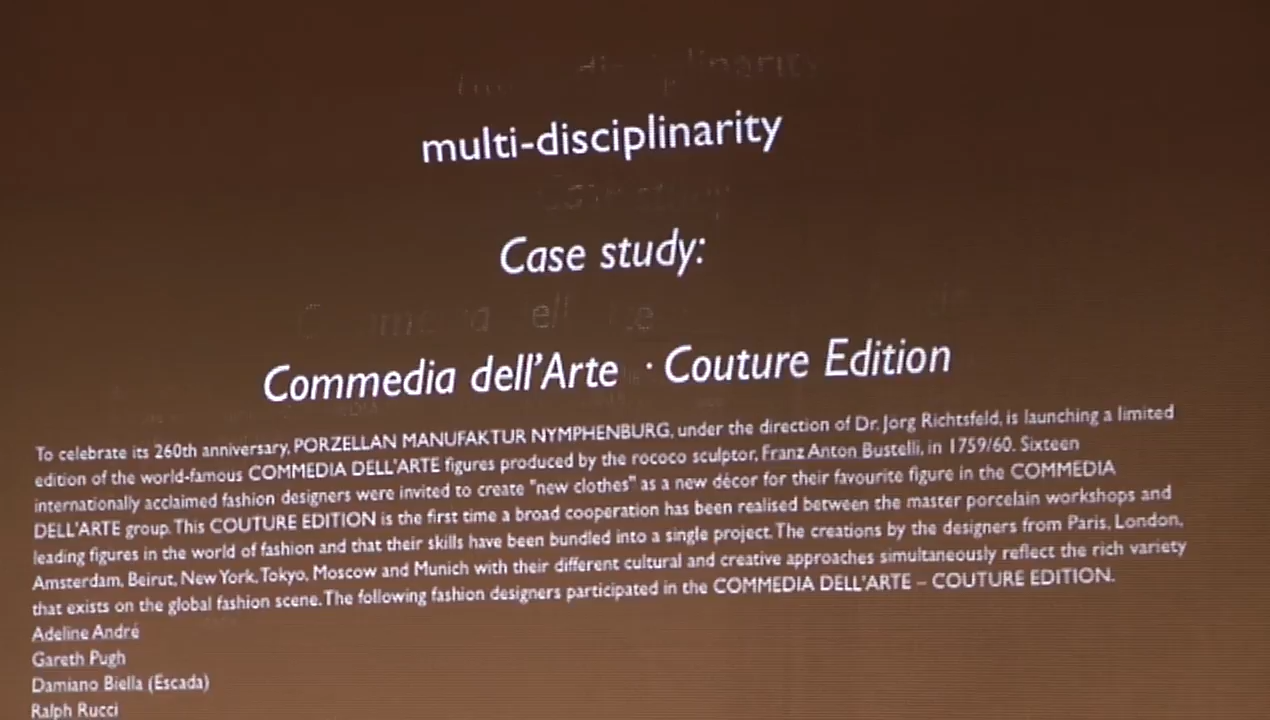 multi-disciplinarity
Case study:
Commedia dell'Arte · Couture Edition
To celebrate its 260th anniversary, PORZELLAN MANUFAKTUR NYMPHENBURG, under the direction of Dr. Jörg Richtsfeld, is launching a limited
edition of the world-famous COMMEDIA DELL'ARTE figures produced by the rococo sculptor, Franz Anton Bustelli, in 1759/60. Sixteen
internationally acclaimed fashion designers were invited to create "new clothes" as a new décor for their favourite figure in the COMMEDIA
DELL'ARTE group. This COUTURE EDITION is the first time a broad cooperation has been realised between the master porcelain workshops and
leading figures in the world of fashion and that their skills have been bundled into a single project. The creations by the designers from Paris, London,
Amsterdam, Beirut, New York, Tokyo, Moscow and Munich with their different cultural and creative approaches simultaneously reflect the rich variety
that exists on the global fashion scene. The following fashion designers participated in the COMMEDIA DELL'ARTE – COUTURE EDITION.
Adeline André
Gareth Pugh
Damiano Biella (Escada)
Ralph Rucci